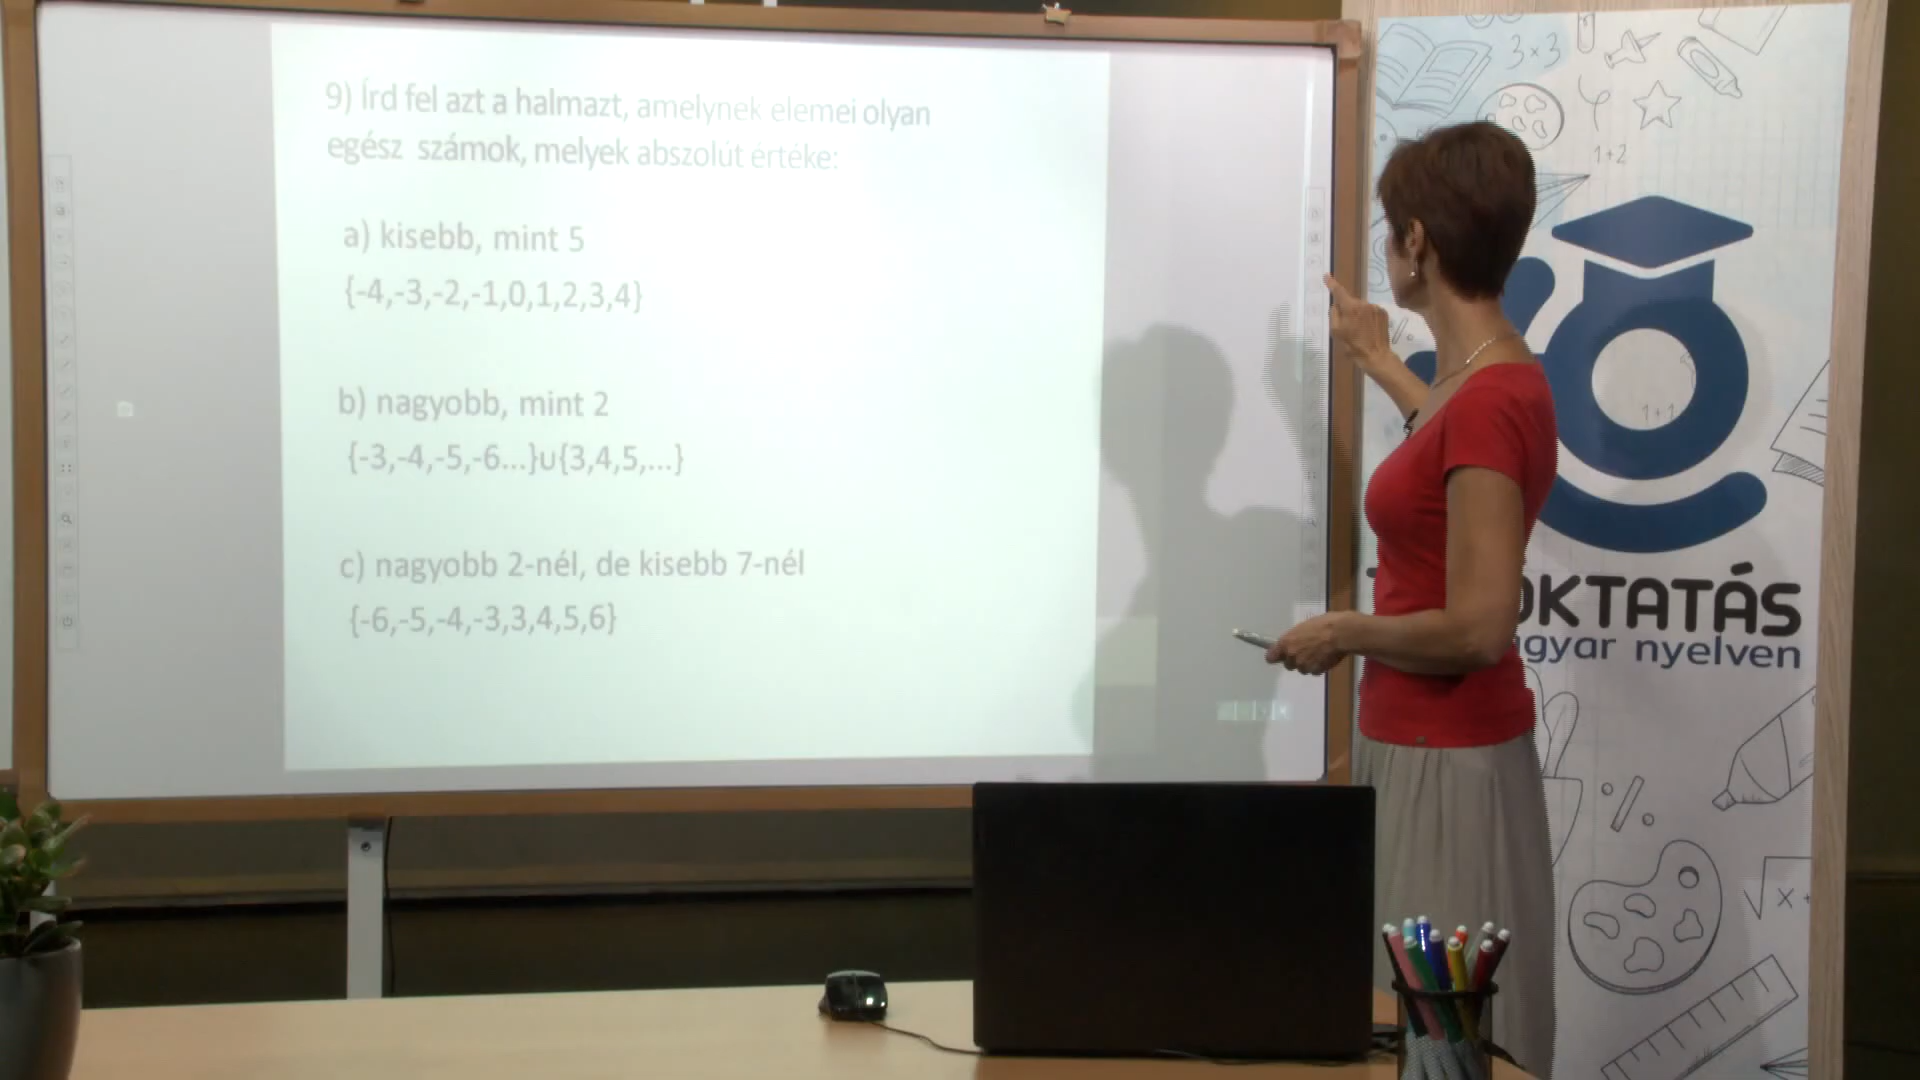 9) Írd fel azt a halmazt, amelynek elemei olyan
egész számok, melyek abszolút értéke:
a) kisebb, mint 5
{-4,-3,-2,-1,0,1,2,3,4}
b) nagyobb, mint 2
{-3,-4,-5,-6...}∪{3,4,5,...}
c) nagyobb 2-nél, de kisebb 7-nél
{-6,-5,-4,-3,3,4,5,6}
3×3
1+2
1+1
OKTATÁS
gyar nyelven
%
√x+